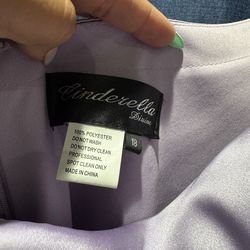 Cinderella
Divine
18
100% POLYESTER
DO NOT WASH
DO NOT DRY CLEAN
PROFESSIONAL
SPOT CLEAN ONLY
MADE IN CHINA